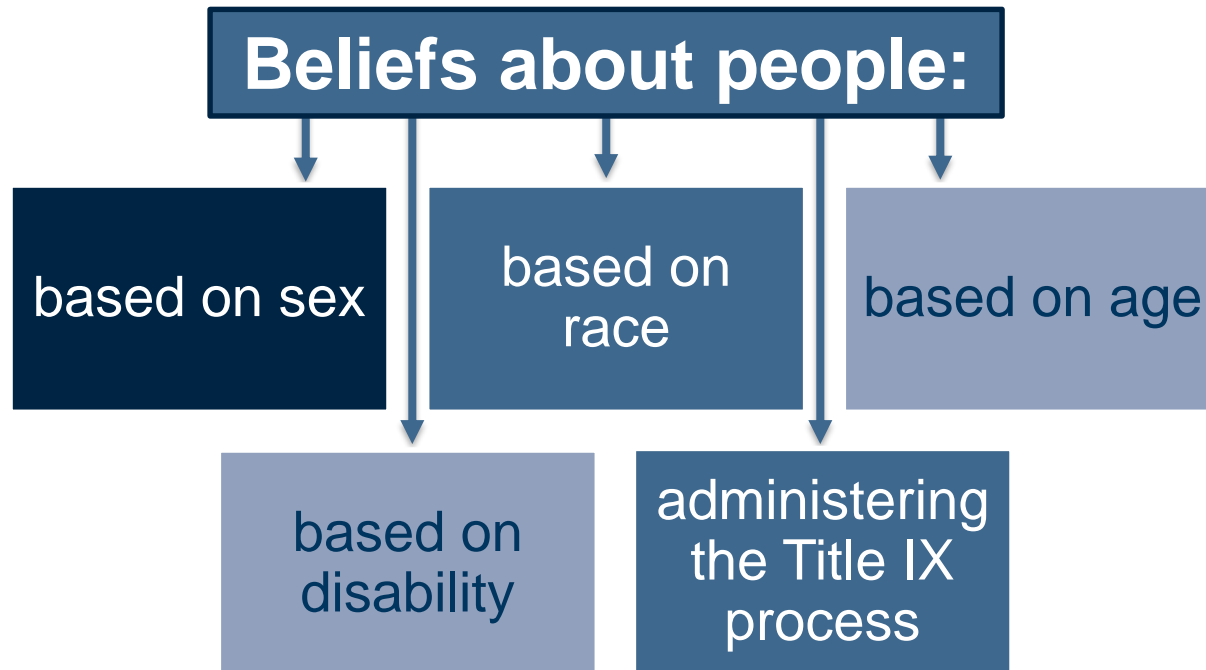 Beliefs about people:
based on sex
based on
race
based on age
based on
disability
administering
the Title IX
process